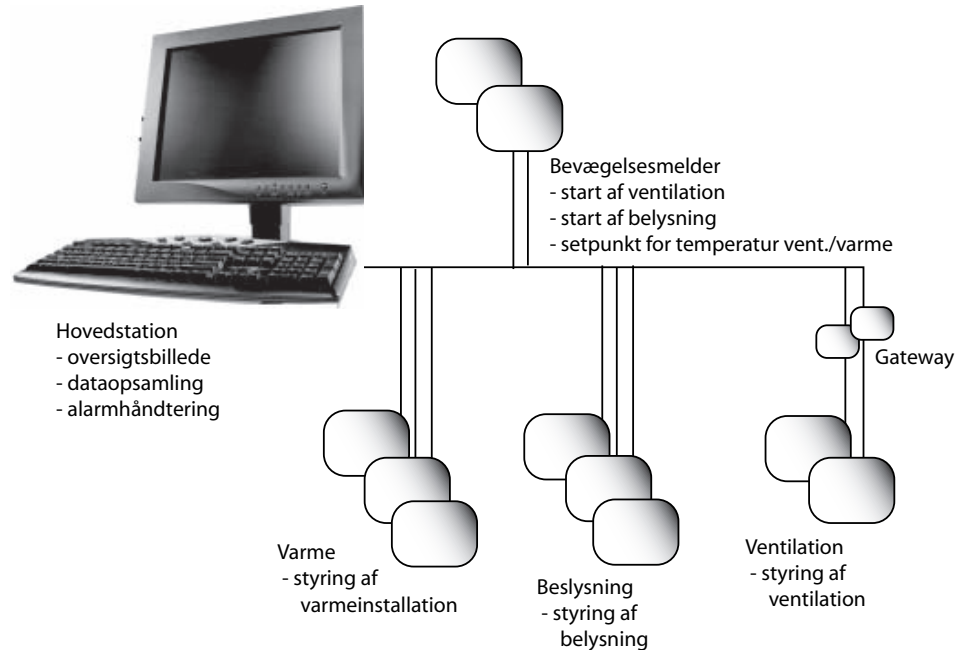 Bevægelsesmelder
- start af ventilation
- start af belysning
- setpunkt for temperatur vent./varme
Hovedstation
- oversigtsbillede
- dataopsamling
- alarmhåndtering
Gateway
Varme
- styring af
varmeinstallation
Beslysning
- styring af
belysning
Ventilation
- styring af
ventilation